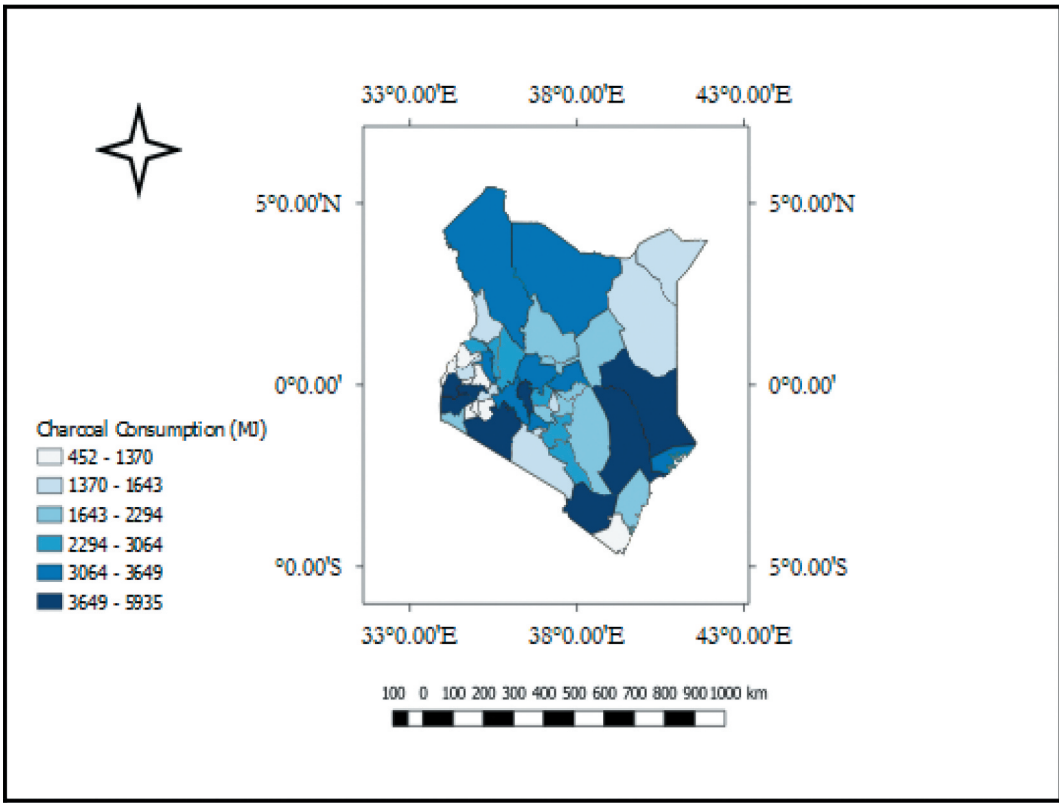 33°0.00'E 38°0.00'E 43°0.00'E
5°0.00'N 5°0.00'N
0°0.00' 0°0.00'
Charcoal Consumption (MJ)
452 - 1370
1370 - 1643
1643 - 2294
2294 - 3064
3064 - 3649
3649 - 5935
°0.00'S 5°0.00'S
33°0.00'E 38°0.00'E 43°0.00'E
100 0 100 200 300 400 500 600 700 800 900 1000 km